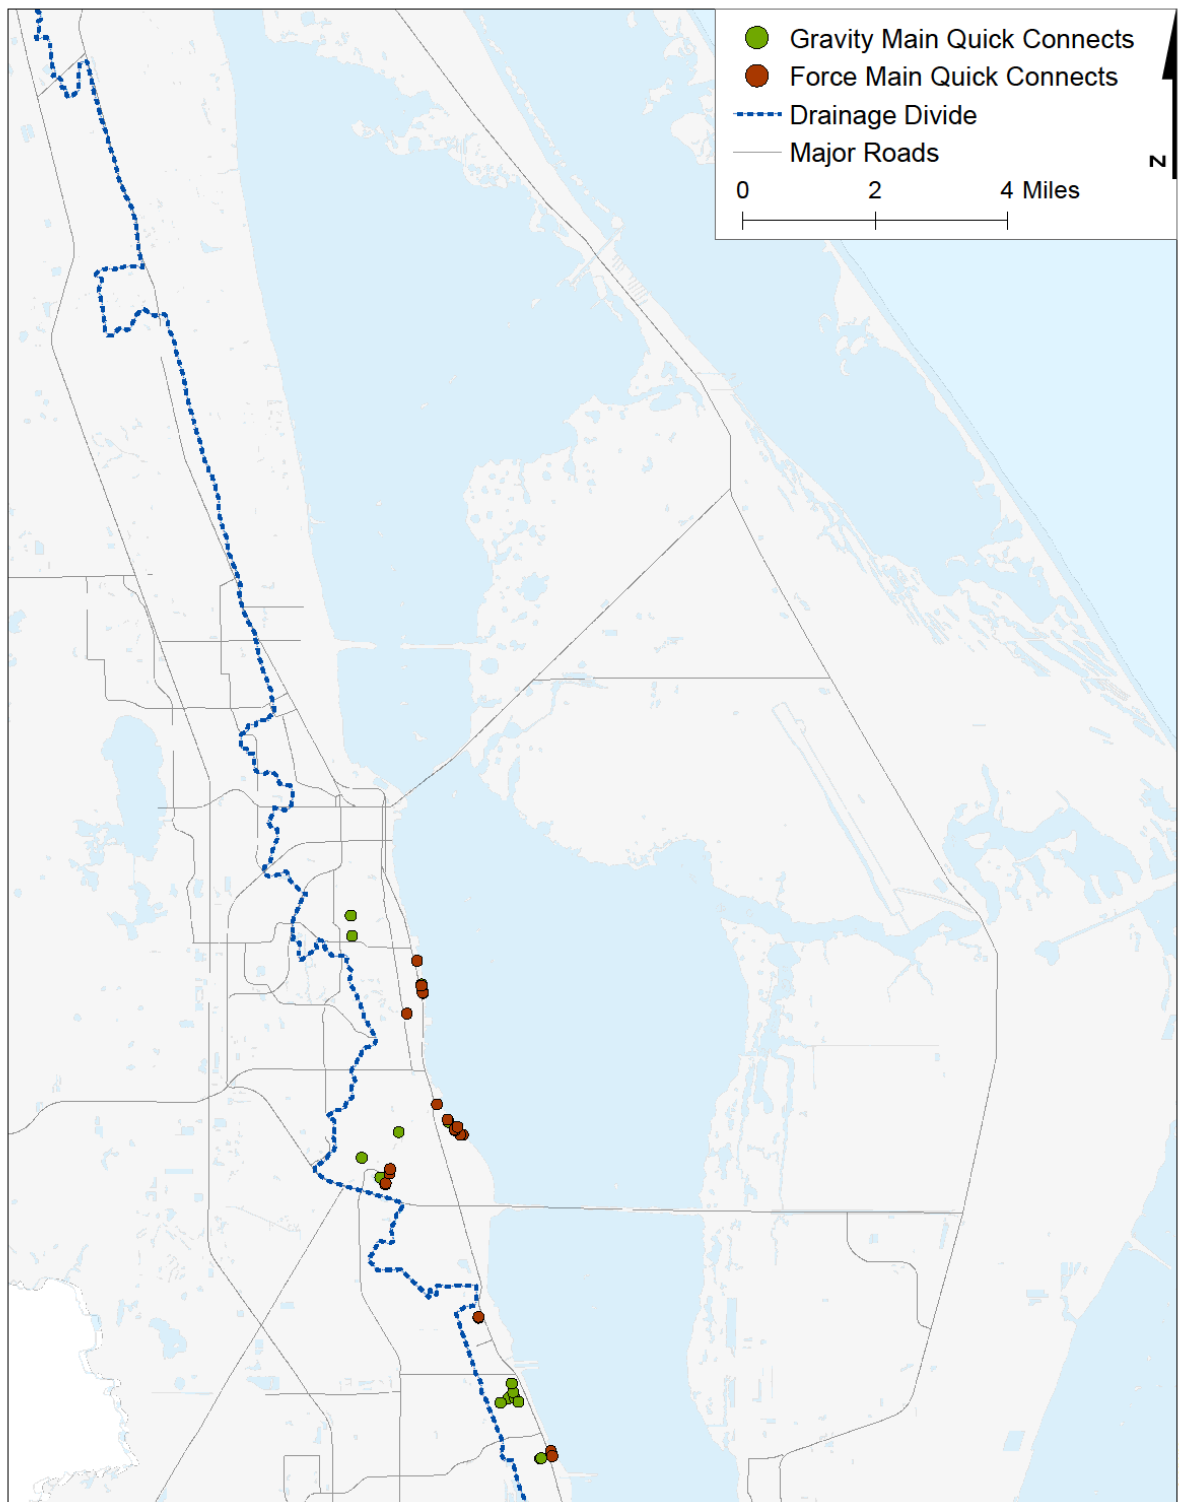 Gravity Main Quick Connects
Force Main Quick Connects
Drainage Divide
Major Roads
0 2 4 Miles
N